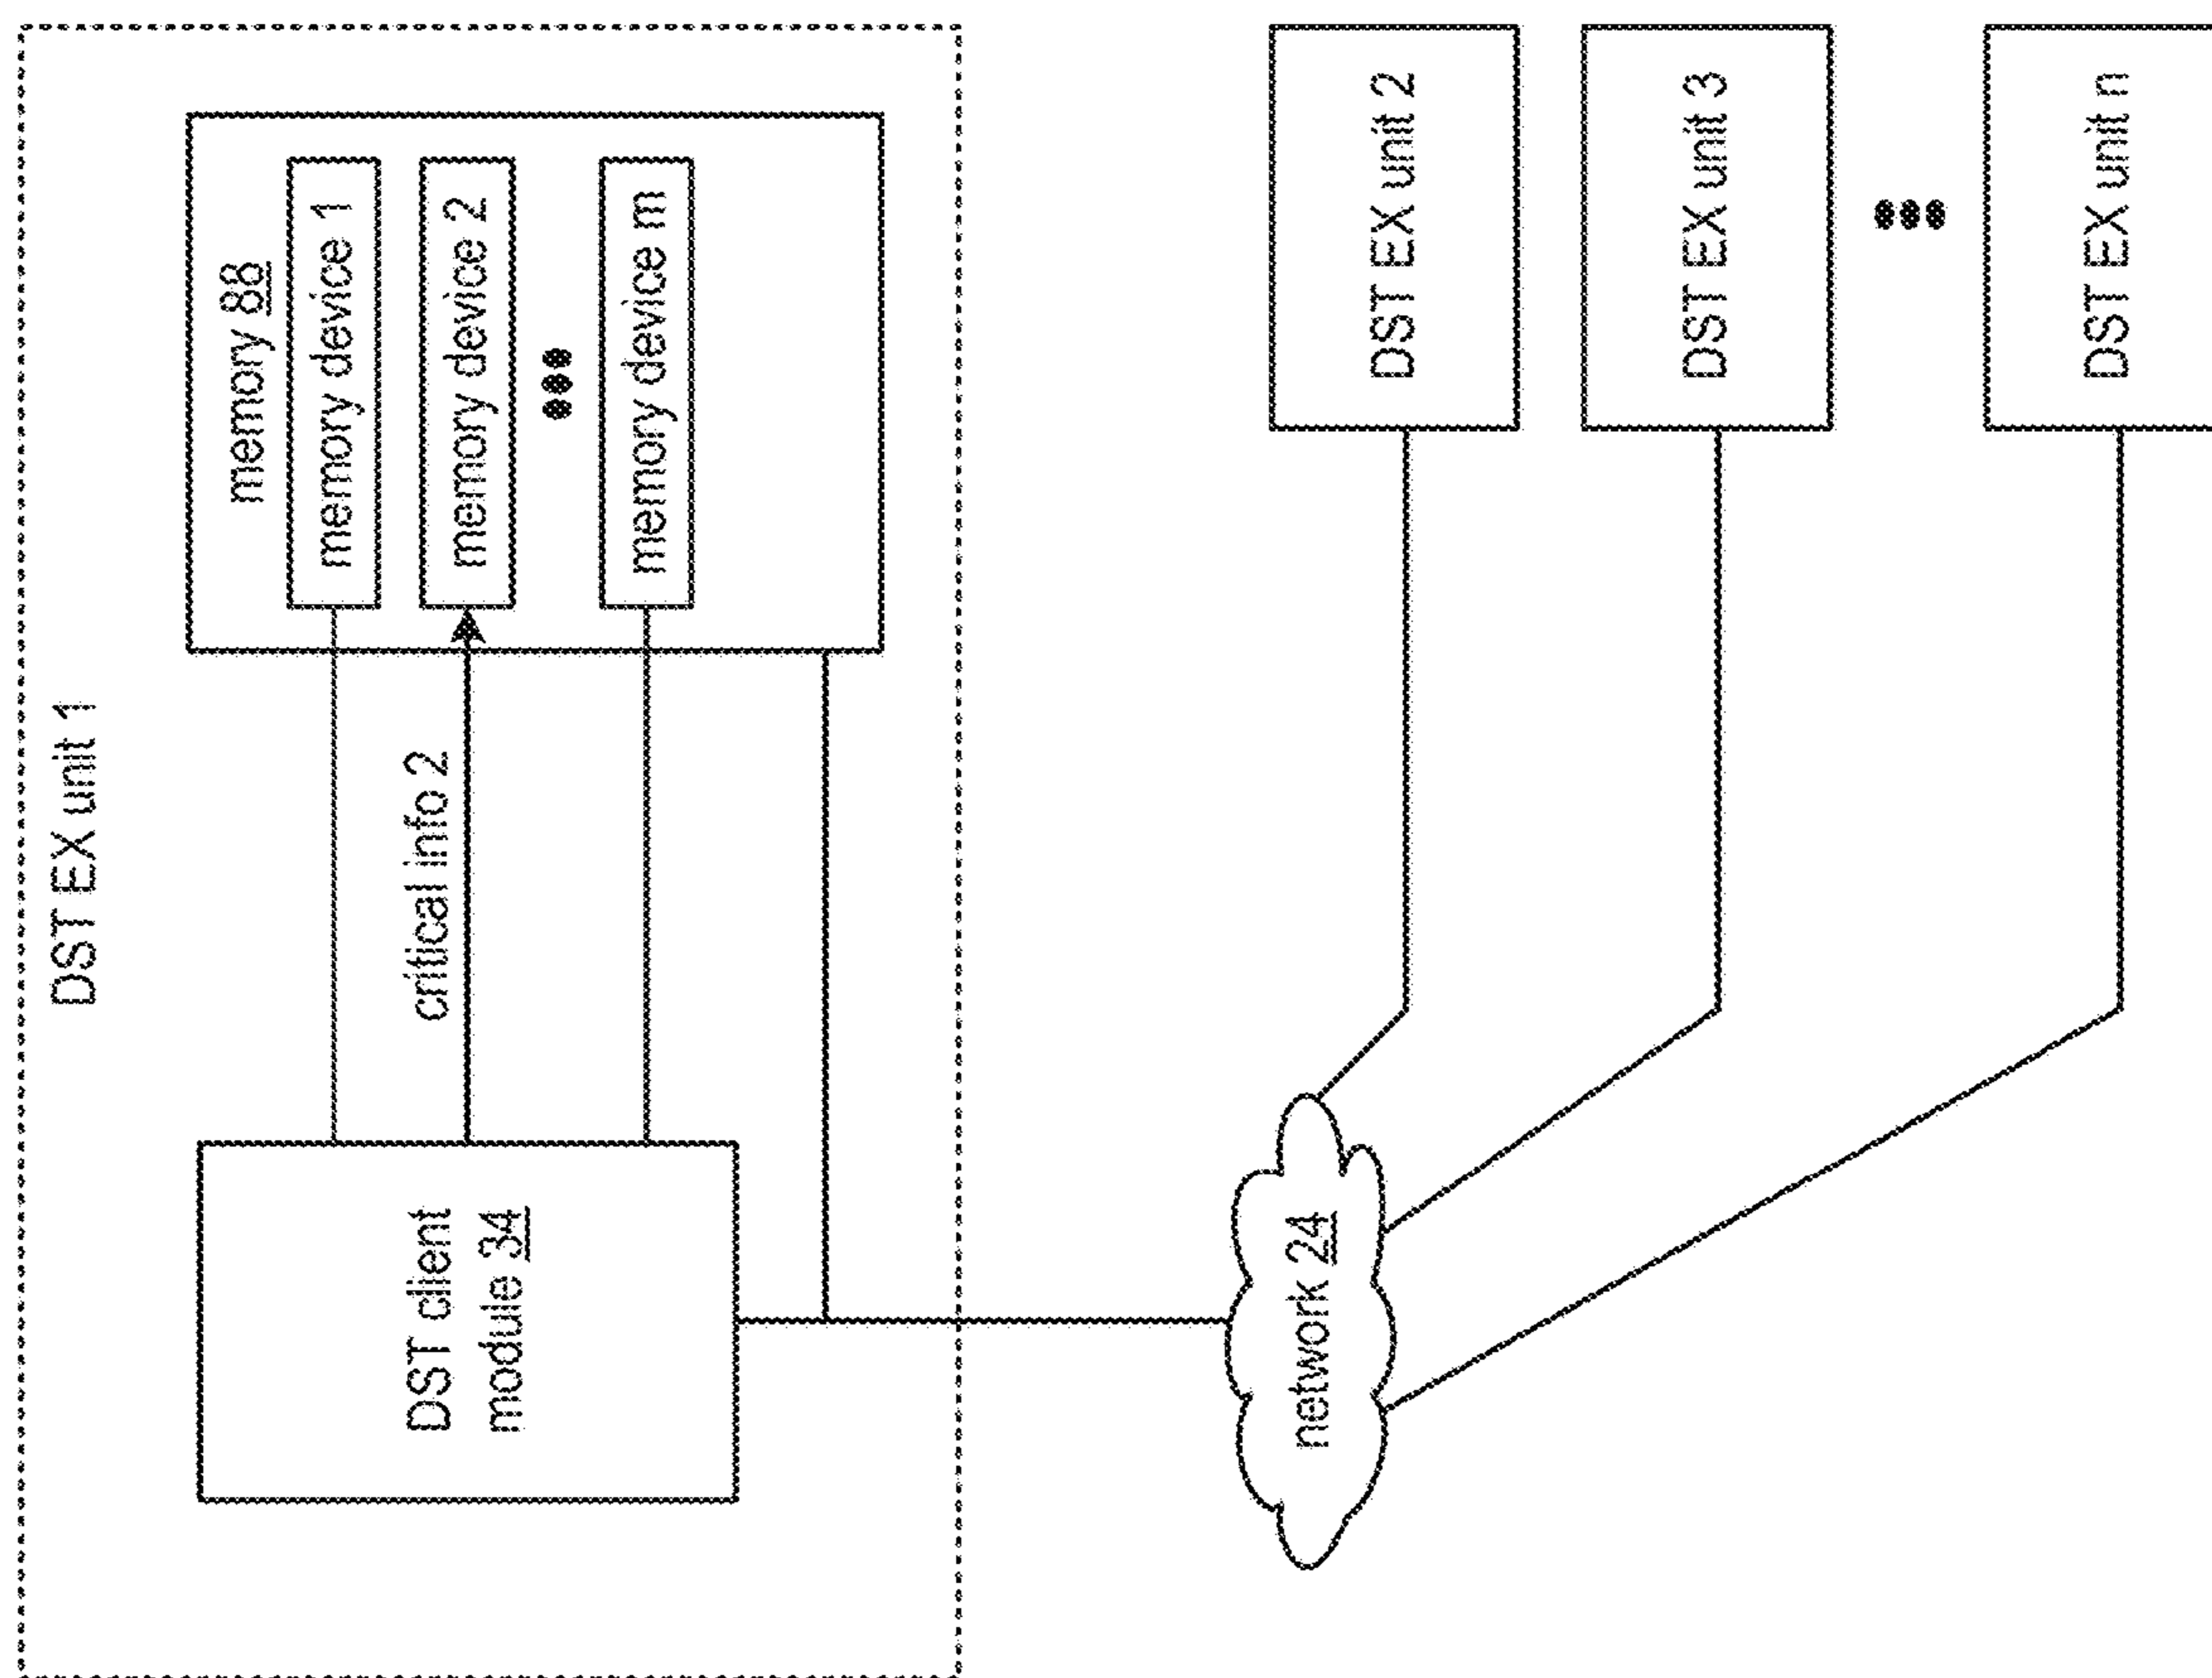 DST EX unit 1
DST client
module 34
critical info 2
memory 88
memory device 1
memory device 2
memory device m
network 24
DST EX unit 2
DST EX unit 3
DST EX unit n